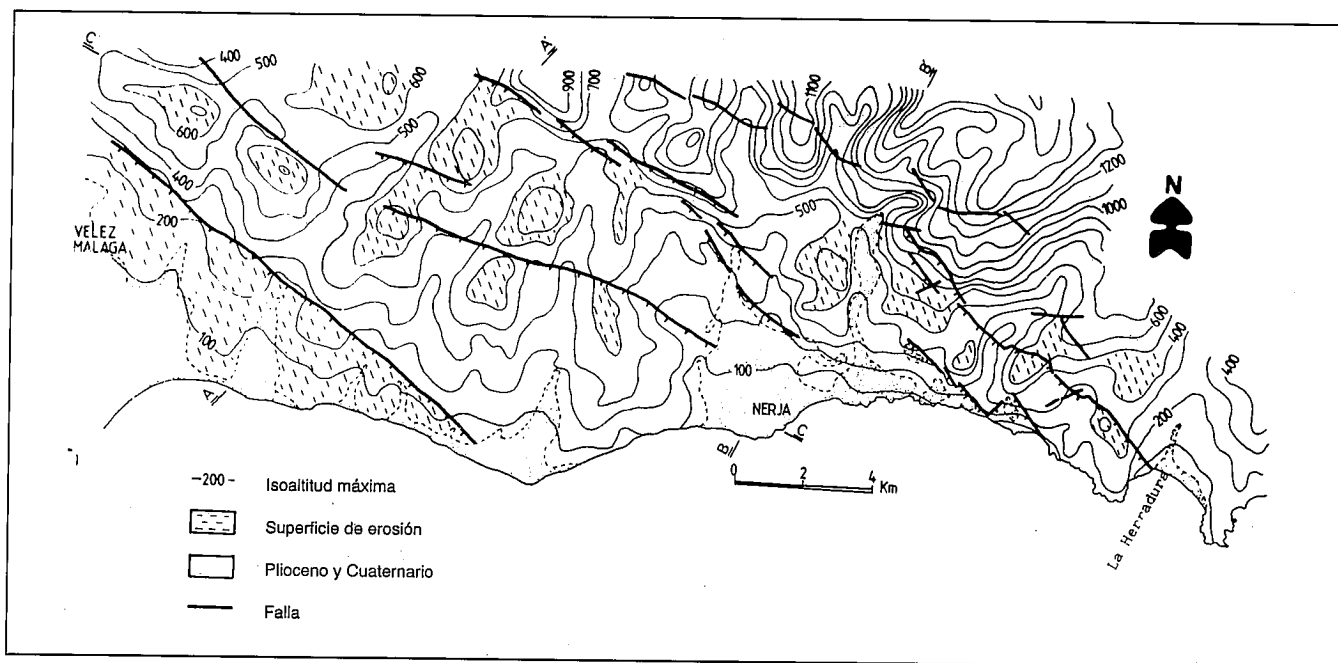 C'
400
500
600
A'
900
700
1100
B'
600
500
400
200
500
1200
1000
N
VELEZ
MALAGA
100
A
100
NERJA
B
C
600
400
400
200
La Herradura
0 2 4
Km
—200— Isoaltitud máxima
Superficie de erosión
Plioceno y Cuaternario
Falla